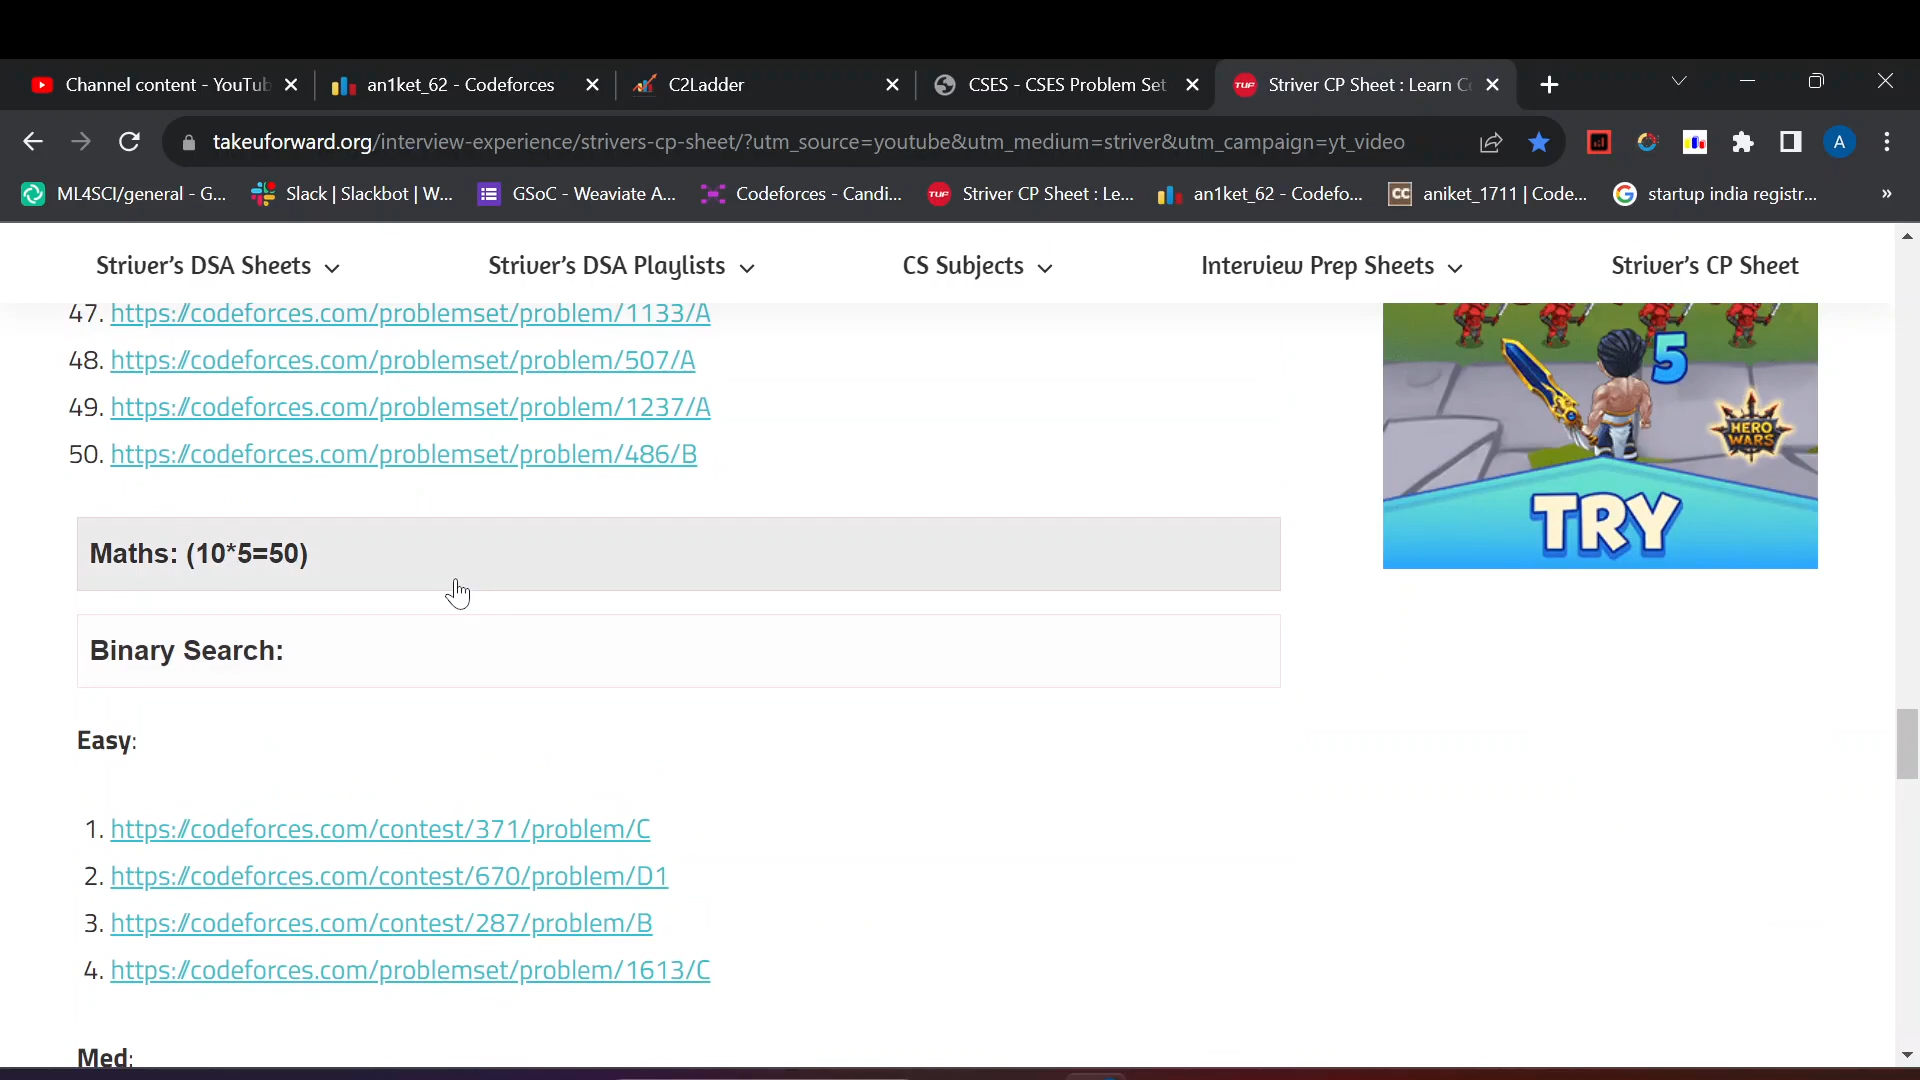 Channel content - YouTub
an1ket_62 - Codeforces
C2Ladder
CSES - CSES Problem Set
TUF
Striver CP Sheet : Learn C
takeuforward.org/interview-experience/strivers-cp-sheet/?utm_source=youtube&utm_medium=striver&utm_campaign=yt_video
A
ML4SCI/general - G...
Slack | Slackbot | W...
GSoC - Weaviate A...
Codeforces - Candi...
TUF
Striver CP Sheet : Le...
an1ket_62 - Codefo...
CC
aniket_1711 | Code...
G
startup india registr...
»
Striver's DSA Sheets
Striver's DSA Playlists
CS Subjects
Interview Prep Sheets
Striver's CP Sheet
47. https://codeforces.com/problemset/problem/1133/A
48. https://codeforces.com/problemset/problem/507/A
49. https://codeforces.com/problemset/problem/1237/A
50. https://codeforces.com/problemset/problem/486/B
5
HERO
WARS
TRY
Maths: (10*5=50)
Binary Search:
Easy:
1. https://codeforces.com/contest/371/problem/C
2. https://codeforces.com/contest/670/problem/D1
3. https://codeforces.com/contest/287/problem/B
4. https://codeforces.com/problemset/problem/1613/C
Med: